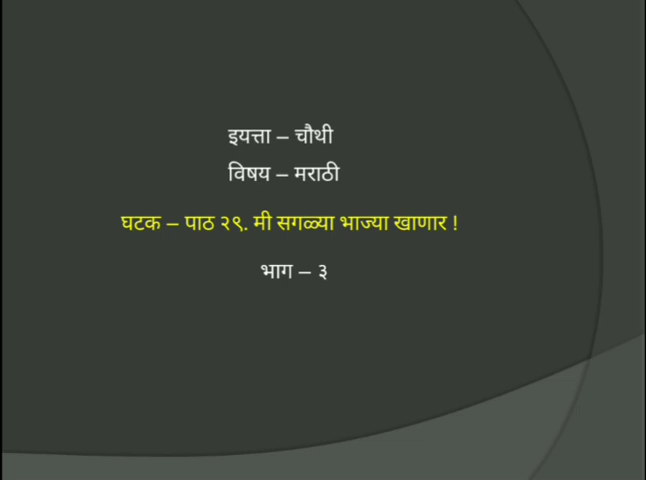 इयत्ता – चौथी
विषय – मराठी
घटक – पाठ २९. मी सगळ्या भाज्या खाणार !
भाग – ३